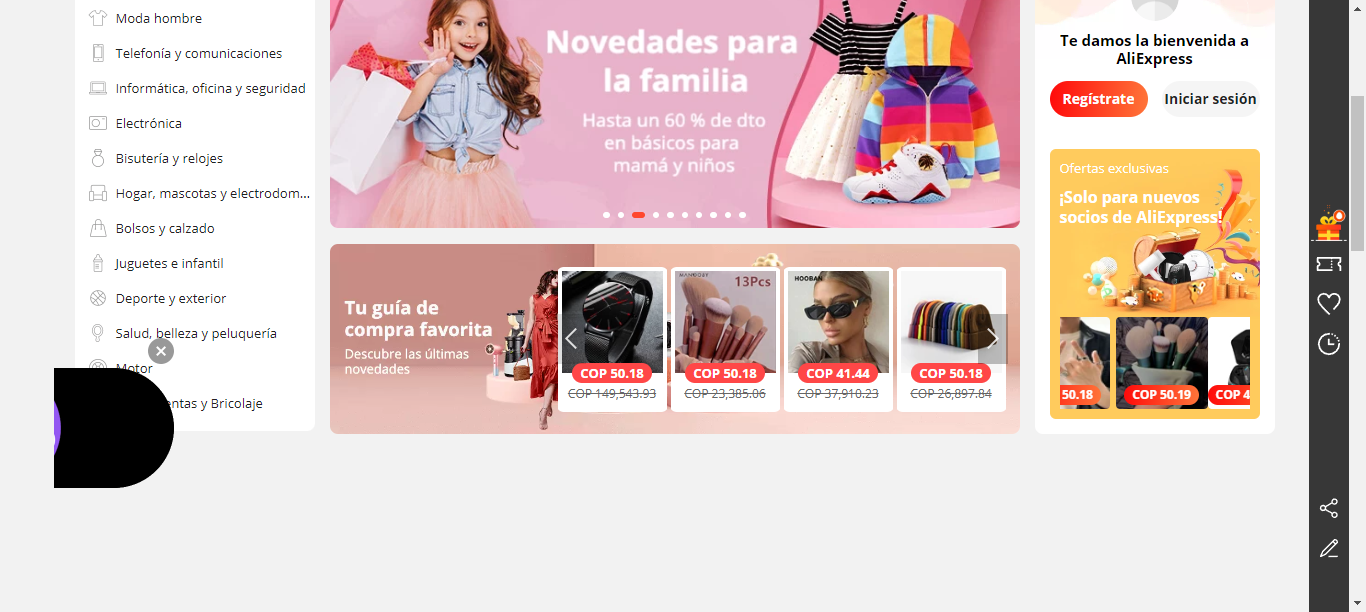 Moda hombre
Telefonía y comunicaciones
Informática, oficina y seguridad
Electrónica
Bisutería y relojes
Hogar, mascotas y electrodom...
Bolsos y calzado
Juguetes e infantil
Deporte y exterior
Salud, belleza y peluquería
Motor
entas y Bricolaje
Novedades para
la familia
Hasta un 60 % de dto
en básicos para
mamá y niños
Tu guía de
compra favorita
Descubre las últimas
novedades
COP 50.18
COP 149,543.93
13Pcs
COP 50.18
COP 23,385.06
HOOBAN
COP 41.44
COP 37,910.23
COP 50.18
COP 26,897.84
Te damos la bienvenida a
AliExpress
Regístrate
Iniciar sesión
Ofertas exclusivas
¡Solo para nuevos
socios de AliExpress!
50.18
COP 50.19
COP 4